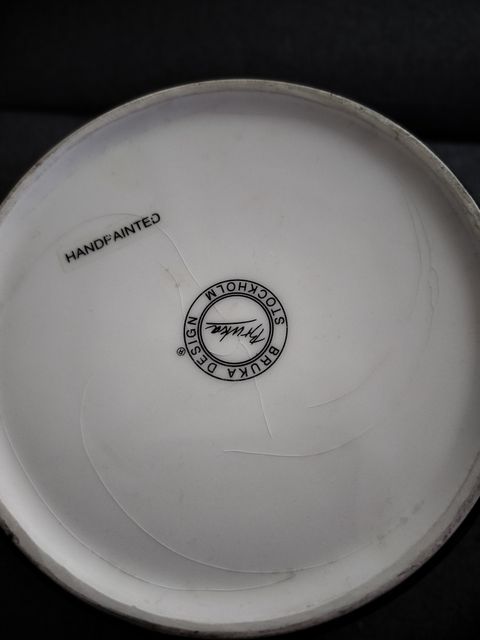 HANDPAINTED
BRUKA DESIGN ®
STOCKHOLM
Bruka